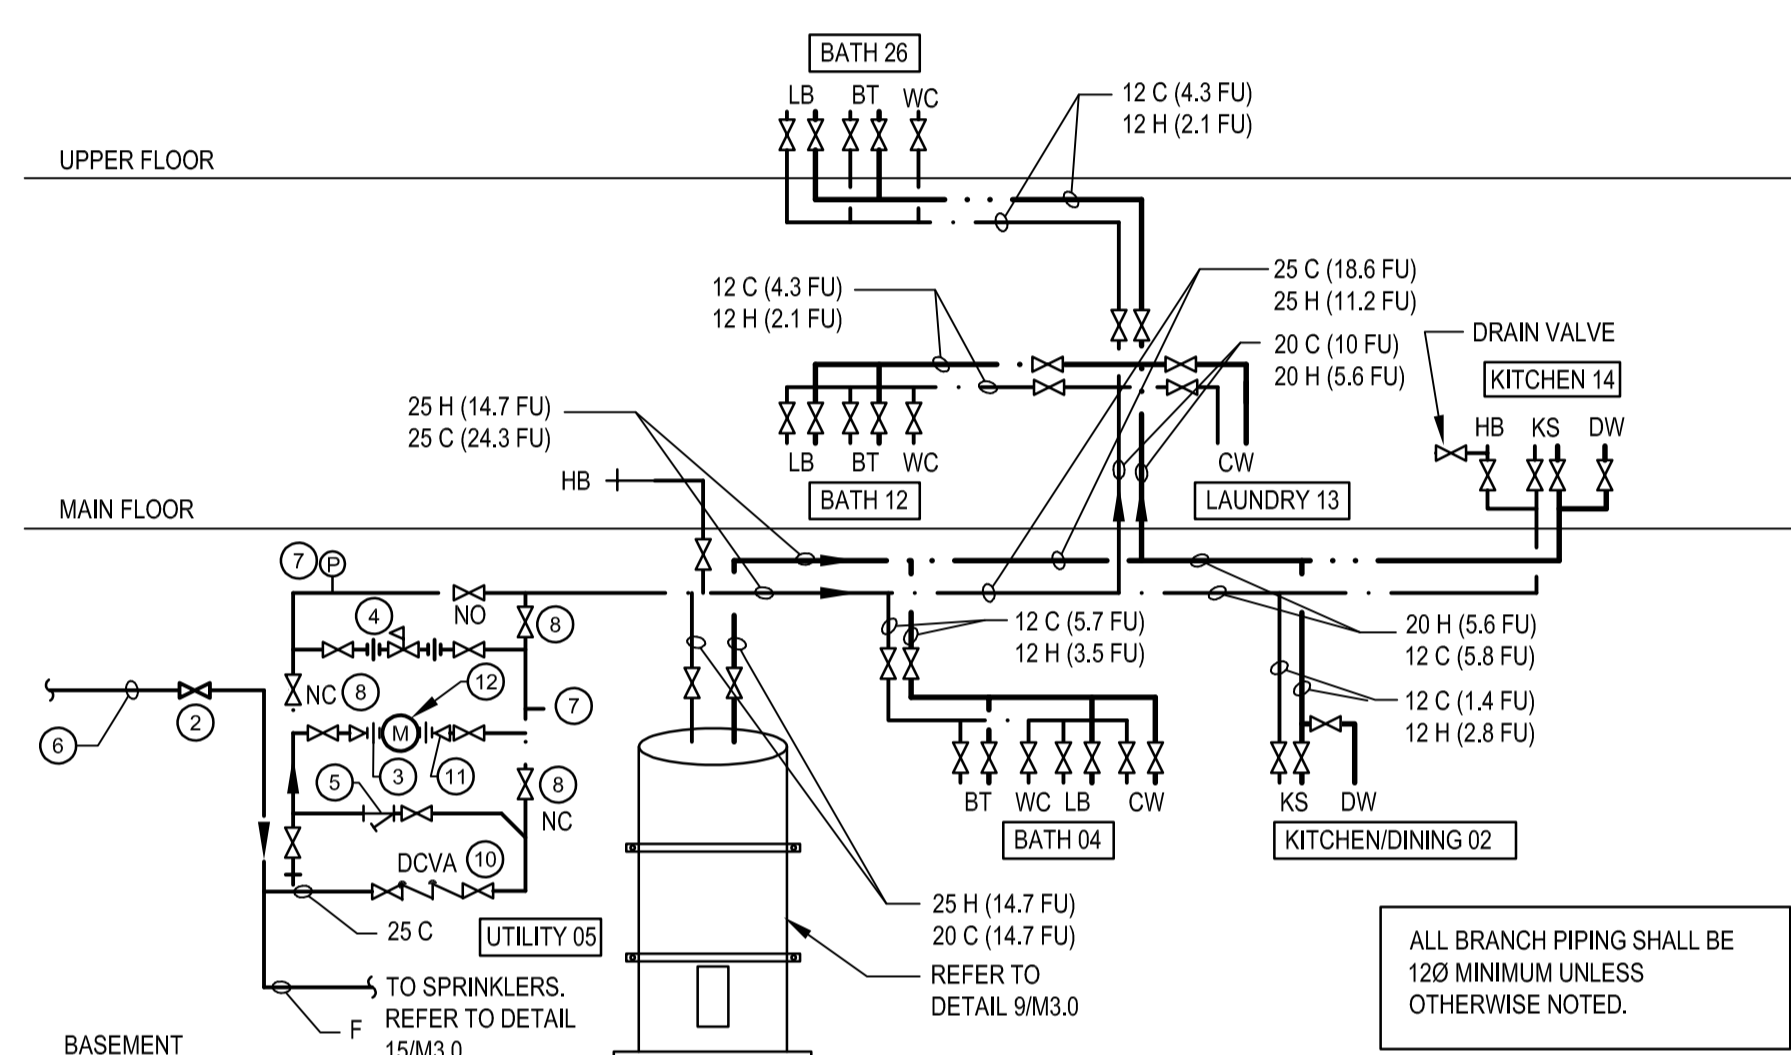 BATH 26
LB BT WC
12 C (4.3 FU)
12 H (2.1 FU)
UPPER FLOOR
25 C (18.6 FU)
25 H (11.2 FU)
12 C (4.3 FU)
12 H (2.1 FU)
20 C (10 FU)
20 H (5.6 FU)
DRAIN VALVE
KITCHEN 14
HB KS DW
25 H (14.7 FU)
25 C (24.3 FU)
LB BT WC
CW
HB
BATH 12
LAUNDRY 13
MAIN FLOOR
7 P
NO
4
8
12 C (5.7 FU)
12 H (3.5 FU)
20 H (5.6 FU)
12 C (5.8 FU)
12 C (1.4 FU)
12 H (2.8 FU)
NC 8
12
7
2
6
M
3
11
5
8
NC
BT WC LB CW
KS DW
BATH 04
KITCHEN/DINING 02
DCVA 10
25 C
UTILITY 05
25 H (14.7 FU)
20 C (14.7 FU)
REFER TO
DETAIL 9/M3.0
ALL BRANCH PIPING SHALL BE
12Ø MINIMUM UNLESS
OTHERWISE NOTED.
TO SPRINKLERS.
REFER TO DETAIL
15/M3.0
F
BASEMENT